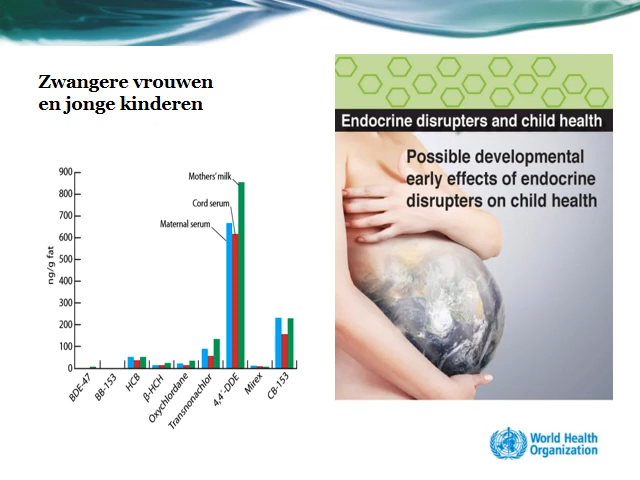 Zwangere vrouwen
en jonge kinderen
Endocrine disrupters and child health
Possible developmental
early effects of endocrine
disrupters on child health
900
800
700
600
500
400
300
200
100
0
ng/g fat
Mothers' milk
Cord serum
Maternal serum
BDE-47
BB-153
HCB
β-HCH
Oxychlordane
Transnonachlor
4,4´-DDE
Mirex
CB-153
World Health
Organization